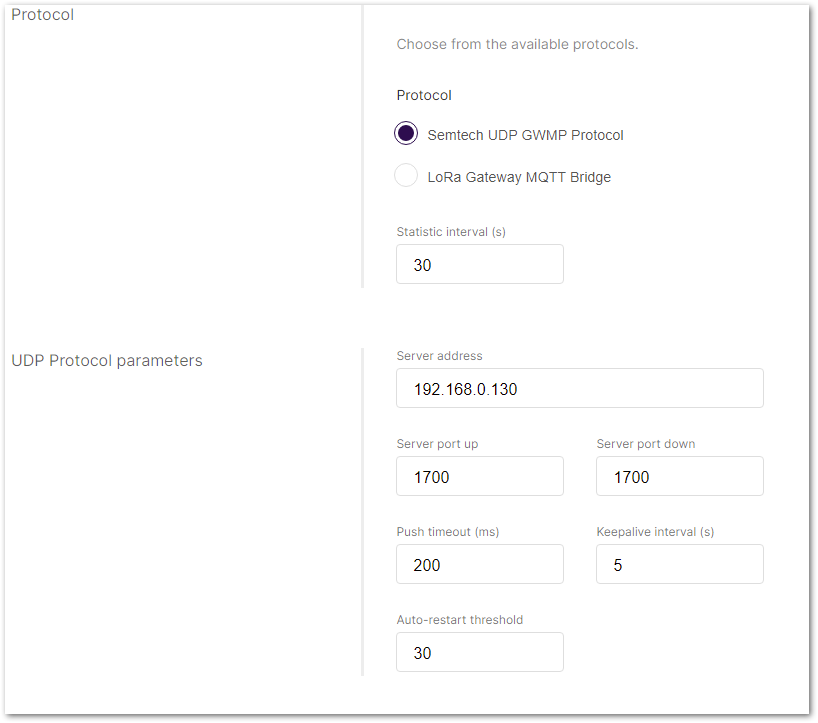 Protocol
Choose from the available protocols.
Protocol
Semtech UDP GWMP Protocol
LoRa Gateway MQTT Bridge
Statistic interval (s)
30
UDP Protocol parameters
Server address
192.168.0.130
Server port up
Server port down
1700
1700
Push timeout (ms)
Keepalive interval (s)
200
5
Auto-restart threshold
30